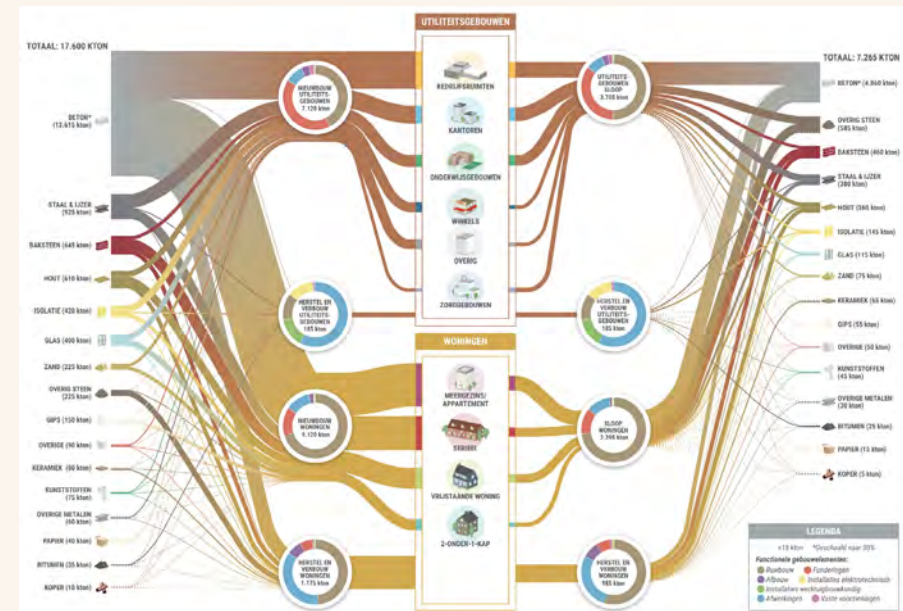 UTILITEITSGEBOUWEN
TOTAAL: 17.600 KTON
BETON*
(13.615 kton)
STAAL & IJZER
(925 kton)
BAKSTEEN (645 kton)
HOUT (610 kton)
ISOLATIE (420 kton)
GLAS (400 kton)
ZAND (225 kton)
OVERIG STEEN
(225 kton)
GIPS (150 kton)
OVERIGE (90 kton)
KERAMIEK (80 kton)
KUNSTSTOFFEN
(75 kton)
OVERIGE METALEN
(60 kton)
PAPIER (40 kton)
BITUMEN (35 kton)
KOPER (10 kton)
NIEUWBOUW
UTILITEITS-
GEBOUWEN
7.120 kton
HERSTEL EN
VERBOUW
UTILITEITS-
GEBOUWEN
185 kton
NIEUWBOUW
WONINGEN
9.120 kton
HERSTEL EN
VERBOUW
WONINGEN
1.175 kton
BEDRIJFSRUIMTEN
KANTOREN
ONDERWIJSGEBOUWEN
WINKELS
OVERIG
ZORGGEBOUWEN
WONINGEN
MEERGEZINS/
APPARTEMENT
SERIEEL
VRIJSTAANDE WONING
2-ONDER-1-KAP
UTILITEITS-
GEBOUWEN
SLOOP
kton
HERSTEL EN
VERBOUW
UTILITEITS-
GEBOUWEN
185 kton
SLOOP
WONINGEN
kton
HERSTEL EN
VERBOUW
WONINGEN
985 kton
TOTAAL: 7.265 KTON
BETON* (4.860 kton)
OVERIG STEEN
(585 kton)
BAKSTEEN (460 kton)
STAAL & IJZER
(380 kton)
HOUT (360 kton)
ISOLATIE (145 kton)
GLAS (115 kton)
ZAND (75 kton)
KERAMIEK (65 kton)
GIPS (55 kton)
OVERIGE (50 kton)
KUNSTSTOFFEN
(45 kton)
OVERIGE METALEN
(30 kton)
BITUMEN (25 kton)
PAPIER (15 kton)
KOPER (5 kton)
LEGENDA
<10 kton *Geschaald naar 30%
Functionele gebouwelementen:
Ruwbouw Funderingen
Afbouw Installaties elektrotechnisch
Installaties werktuigbouwkundig
Afwerkingen Vaste voorzieningen